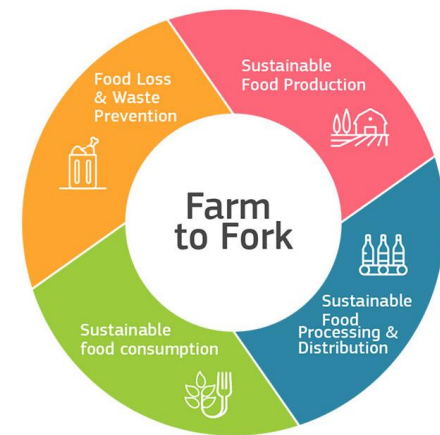 Food Loss
& Waste
Prevention
Sustainable
Food Production
Farm
to Fork
Sustainable
Food
Processing &
Distribution
Sustainable
food consumption